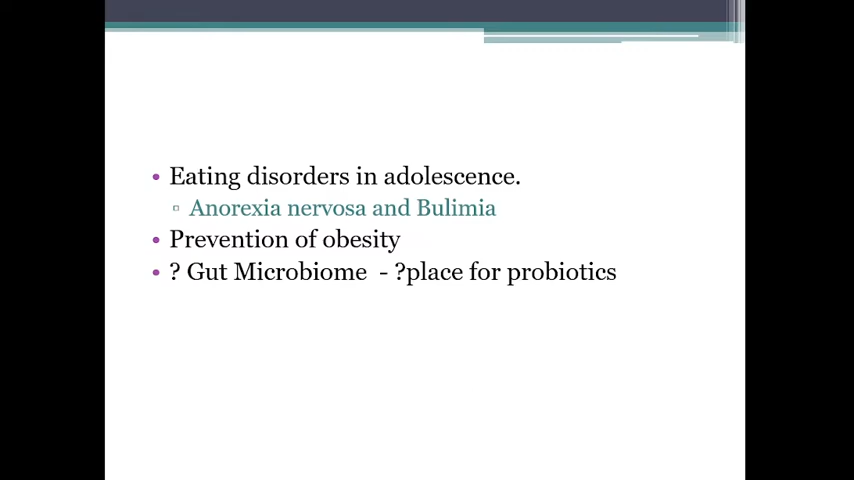 • Eating disorders in adolescence.
▫ Anorexia nervosa and Bulimia
• Prevention of obesity
• ? Gut Microbiome - ?place for probiotics